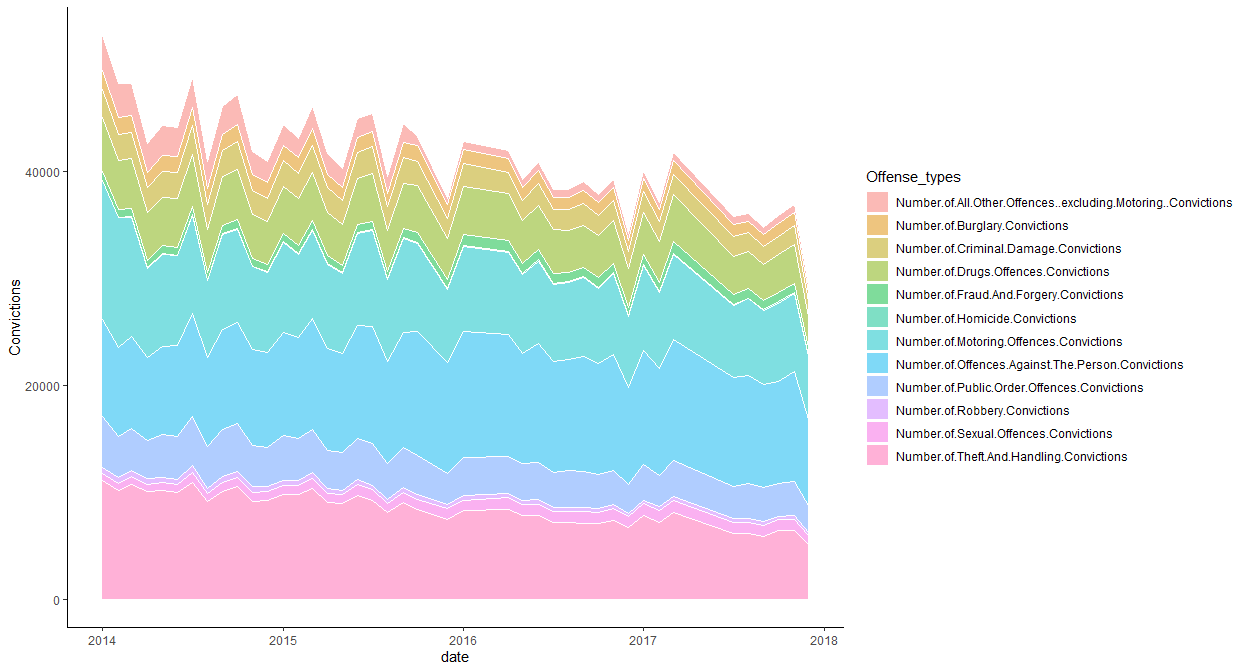 Convictions
40000
20000
0
2014
2015
2016
2017
2018
date
Offense_types
Number.of.All.Other.Offences..excluding.Motoring..Convictions
Number.of.Burglary.Convictions
Number.of.Criminal.Damage.Convictions
Number.of.Drugs.Offences.Convictions
Number.of.Fraud.And.Forgery.Convictions
Number.of.Homicide.Convictions
Number.of.Motoring.Offences.Convictions
Number.of.Offences.Against.The.Person.Convictions
Number.of.Public.Order.Offences.Convictions
Number.of.Robbery.Convictions
Number.of.Sexual.Offences.Convictions
Number.of.Theft.And.Handling.Convictions